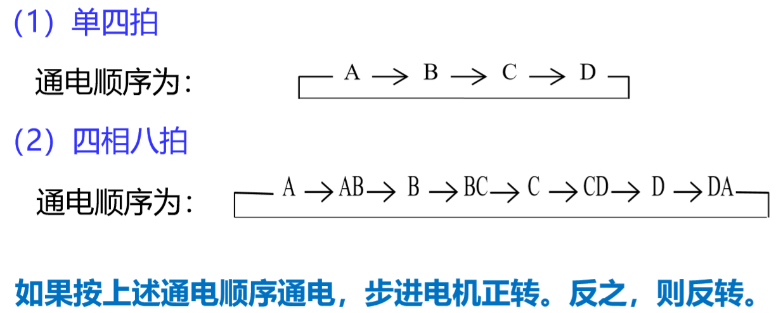 （1）单四拍
通电顺序为： A → B → C → D
（2）四相八拍
通电顺序为： A → AB → B → BC → C → CD → D → DA
如果按上述通电顺序通电，步进电机正转。反之，则反转。